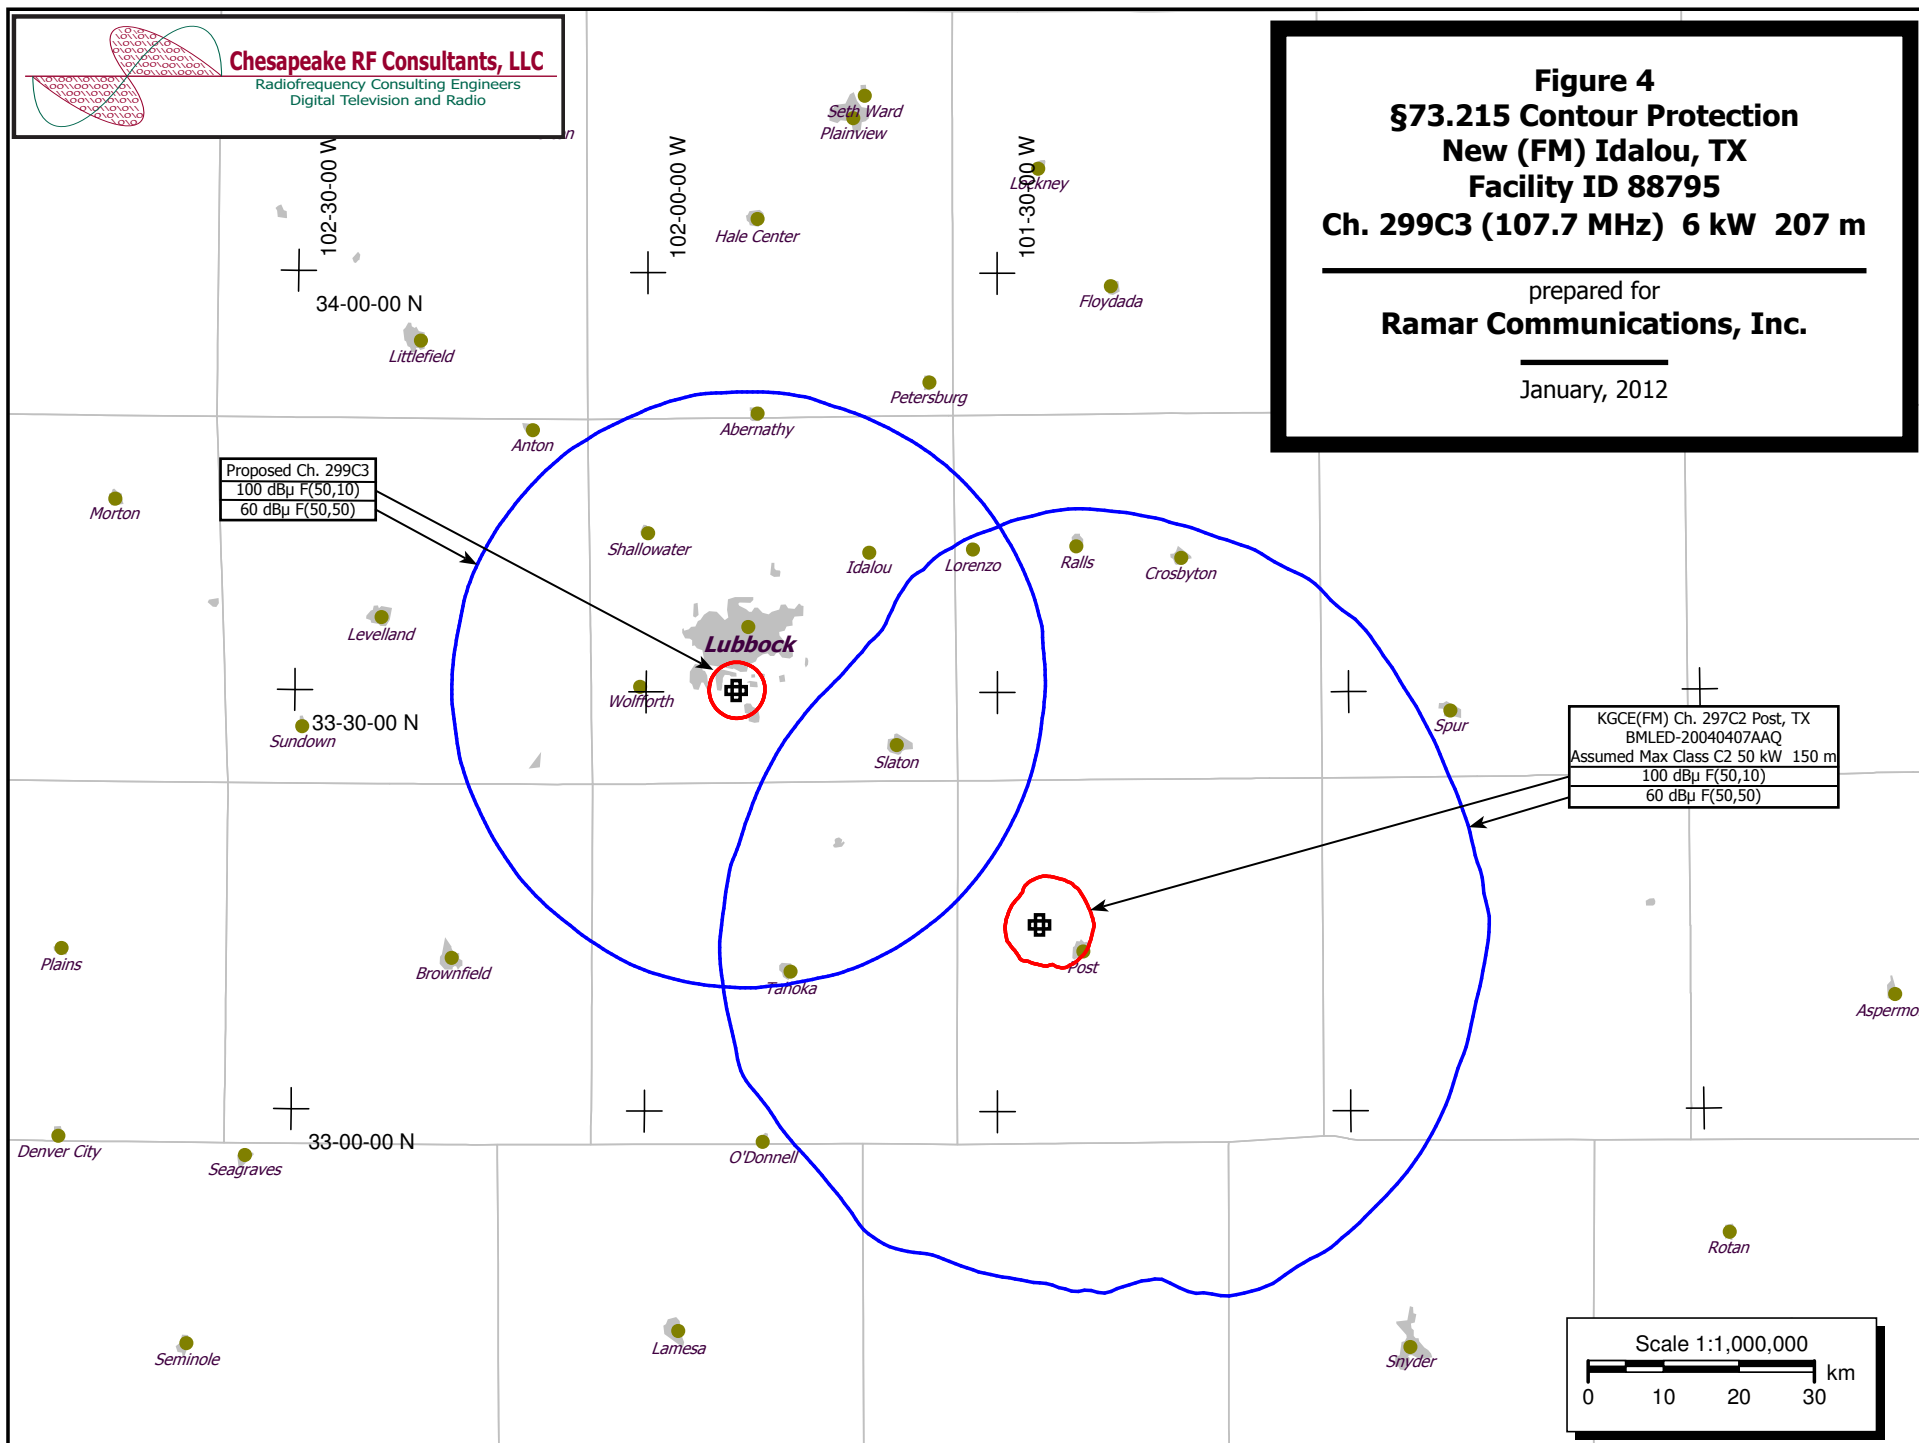 Chesapeake RF Consultants, LLC
Radiofrequency Consulting Engineers
Digital Television and Radio
Figure 4
§73.215 Contour Protection
New (FM) Idalou, TX
Facility ID 88795
Ch. 299C3 (107.7 MHz) 6 kW 207 m
prepared for
Ramar Communications, Inc.
January, 2012
Seth Ward
Plainview
102-30-00 W
102-00-00 W
101-30-00 W
Lockney
Hale Center
34-00-00 N
Floydada
Littlefield
Petersburg
Abernathy
Anton
Proposed Ch. 299C3
100 dBµ F(50,10)
60 dBµ F(50,50)
Morton
Shallowater
Idalou
Lorenzo
Ralls
Crosbyton
Levelland
Lubbock
Wolfforth
33-30-00 N
Sundown
Slaton
Spur
KGCE(FM) Ch. 297C2 Post, TX
BMLED-20040407AAQ
Assumed Max Class C2 50 kW 150 m
100 dBµ F(50,10)
60 dBµ F(50,50)
Plains
Brownfield
Tahoka
Post
Aspermo
33-00-00 N
Denver City
Seagraves
O'Donnell
Rotan
Seminole
Lamesa
Snyder
Scale 1:1,000,000
km
0 10 20 30